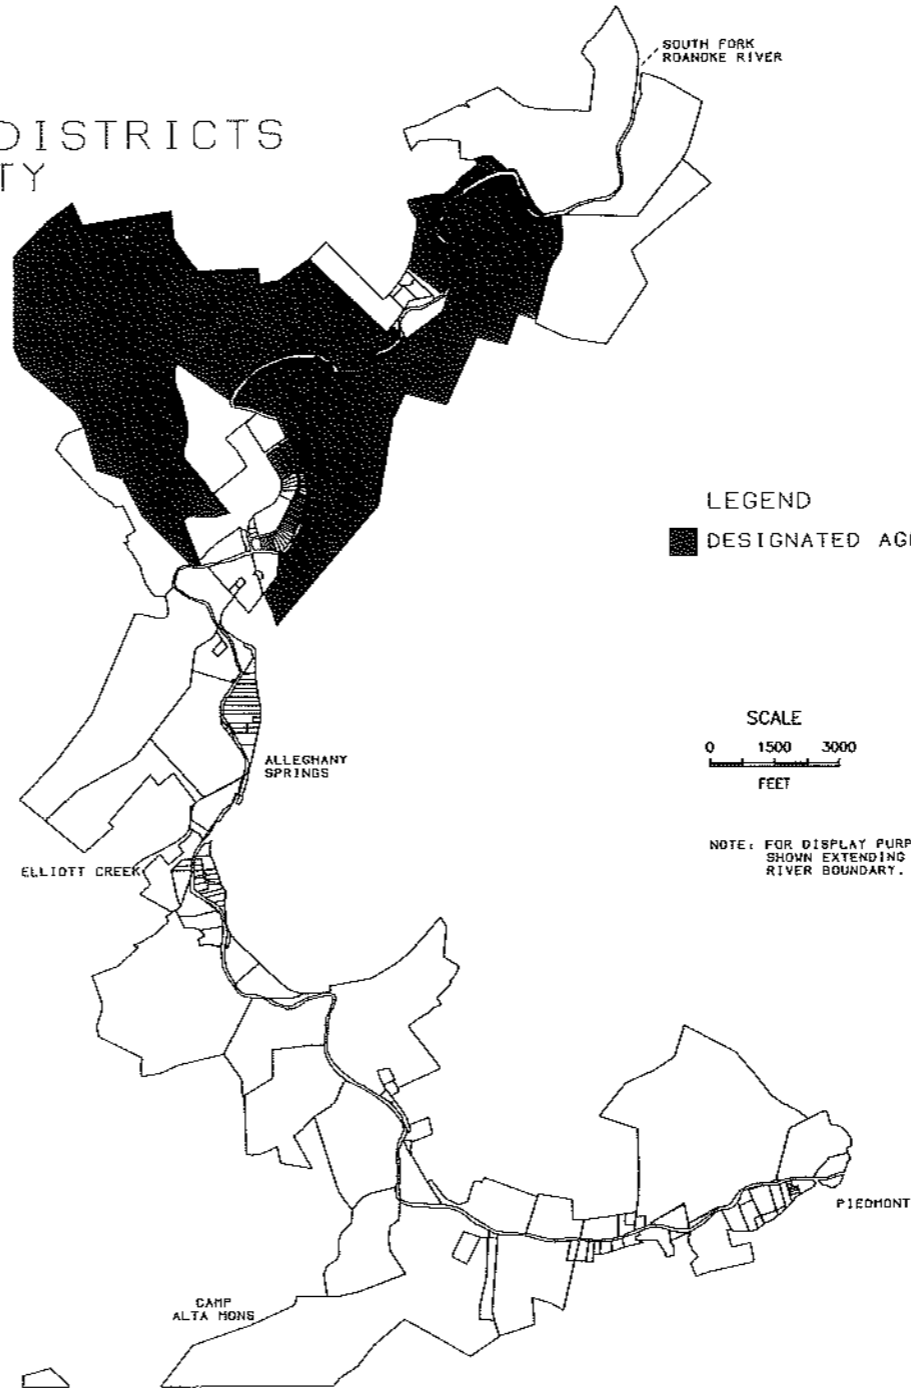 SOUTH FORK
ROANOKE RIVER
DISTRICTS
TY
LEGEND
DESIGNATED AG
SCALE
0 1500 3000
FEET
ALLEGHANY
SPRINGS
NOTE: FOR DISPLAY PURP
SHOWN EXTENDING
RIVER BOUNDARY.
ELLIOTT CREEK
PIEDMONT
CAMP
ALTA MONS